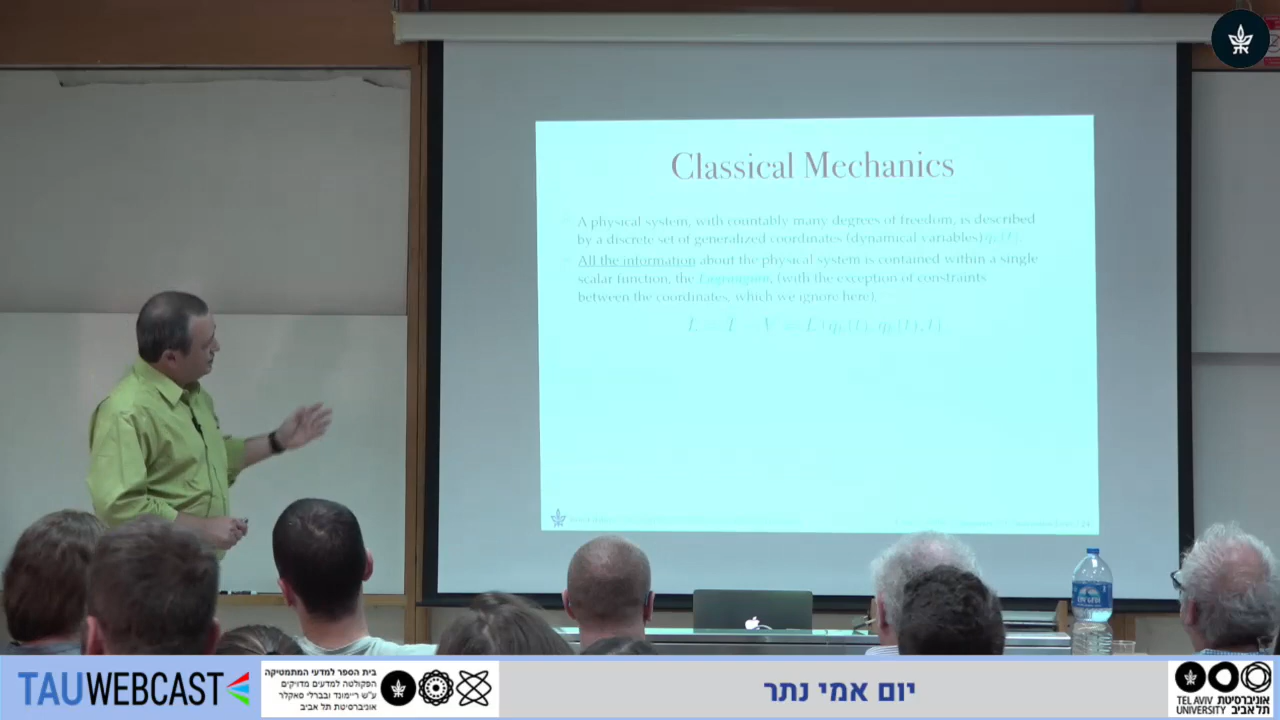 Classical Mechanics
A physical system, with countably many degrees of freedom, is described
by a discrete set of generalized coordinates (dynamical variables)
All the information about the physical system is contained within a single
scalar function, the Lagrangian, (with the exception of constraints
between the coordinates, which we ignore here).
TAUWEBCAST
בית הספר למדעי המתמטיקה
הפקולטה למדעים מדויקים
ע"ש ריימונד ובברלי סאקלר
אוניברסיטת תל אביב
יום אמי נתר
TEL AVIV UNIVERSITY
אוניברסיטת תל אביב